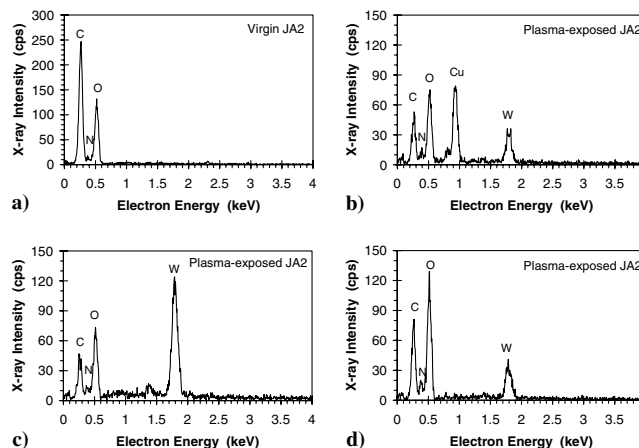 Virgin JA2
X-ray Intensity (cps)
300
250
200
150
100
50
0
C
N
O
0 0.5 1 1.5 2 2.5 3 3.5 4
Electron Energy (keV)
a)
Plasma-exposed JA2
X-ray Intensity (cps)
150
120
90
60
30
0
C
N
O
Cu
W
0 0.5 1 1.5 2 2.5 3 3.5
Electron Energy (keV)
b)
Plasma-exposed JA2
X-ray Intensity (cps)
150
120
90
60
30
0
C
N
O
W
0 0.5 1 1.5 2 2.5 3 3.5 4
Electron Energy (keV)
c)
Plasma-exposed JA2
X-ray Intensity (cps)
150
120
90
60
30
0
C
N
O
W
0 0.5 1 1.5 2 2.5 3 3.5
Electron Energy (keV)
d)